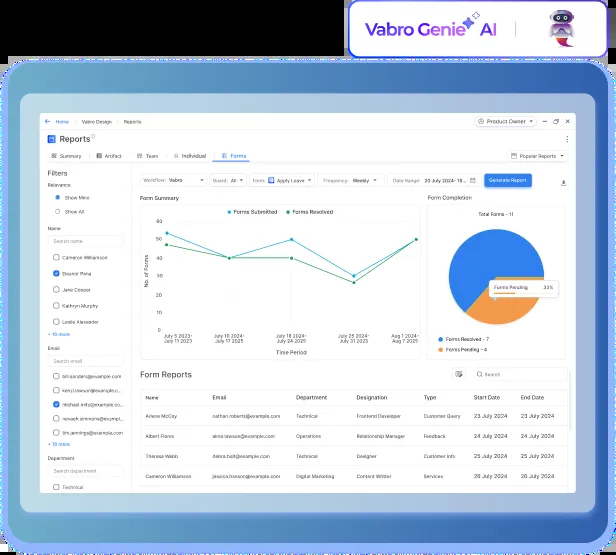 Vabro Genie AI
Home Vabro Design Reports
Product Owner
Reports
Summary Artifact Team Individual Forms
Popular Reports
Filters
Workflow: Vabro Guard: All Form: Apply Leave Frequency: Weekly Date Range: 20 July 2024- 18... Generate Report
Relevance
Show Mine
Show All
Name
Search name
Cameron Williamson
Eleanor Pena
Jane Cooper
Kathryn Murphy
Leslie Alexander
+ 16 more
Email
Search email
bill.sanders@example.com
kenzi.lawson@example.c...
michael.mitc@example.c...
nevaeh.simmons@examp...
tim.jennings@example.com
+ 16 more
Department
Search department
Technical
Form Summary
Forms Submitted Forms Resolved
No. of Forms
60
50
40
30
20
10
0
July 5 2023-
July 11 2023
July 10 2024-
July 17 2025
July 18 2024-
July 24 2025
July 25 2024-
July 31 2025
Aug 1 2024-
Aug 7 2025
Time Period
Form Completion
Total Forms - 11
Forms Pending 33%
Forms Resolved - 7
Forms Pending - 4
Form Reports
Search
Name Email Department Designation Type Start Date End Date
Arlene McCoy nathan.roberts@example.com Technical Frontend Developer Customer Query 23 July 2024 23 July 2024
Albert Flores alma.lawson@example.com Operations Relationship Manager Feedback 24 July 2024 24 July 2024
Theresa Webb debra.holt@example.com Technical Designer Customer Info 25 July 2024 25 July 2024
Cameron Williamson jessica.hanson@example.com Digital Marketing Content Writter Services 26 July 2024 26 July 2024